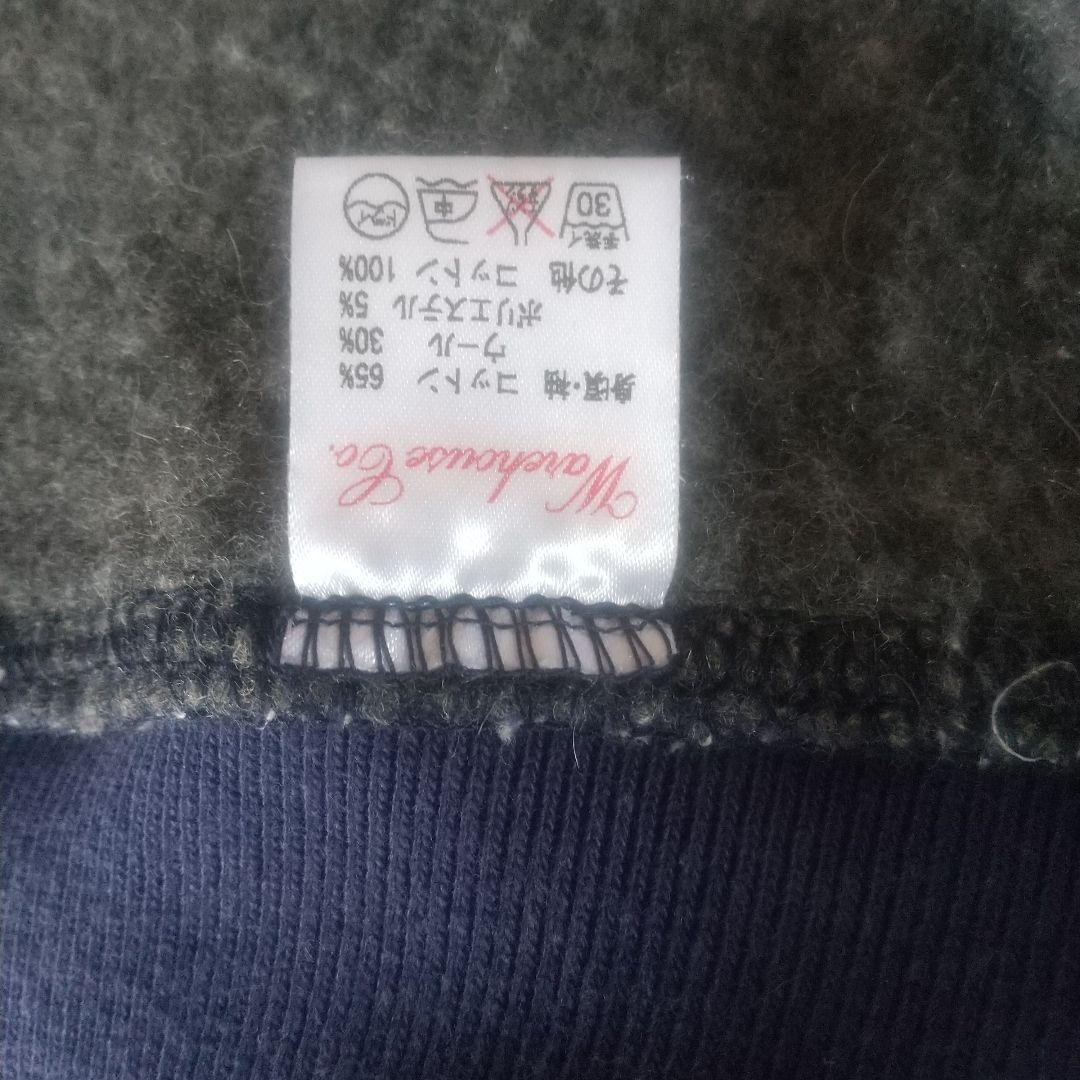 Warehouse Co.
身頃・袖 コットン 65%
ウール 30%
ポリエステル 5%
その他 コットン 100%
手洗イ 30 中 ドライ